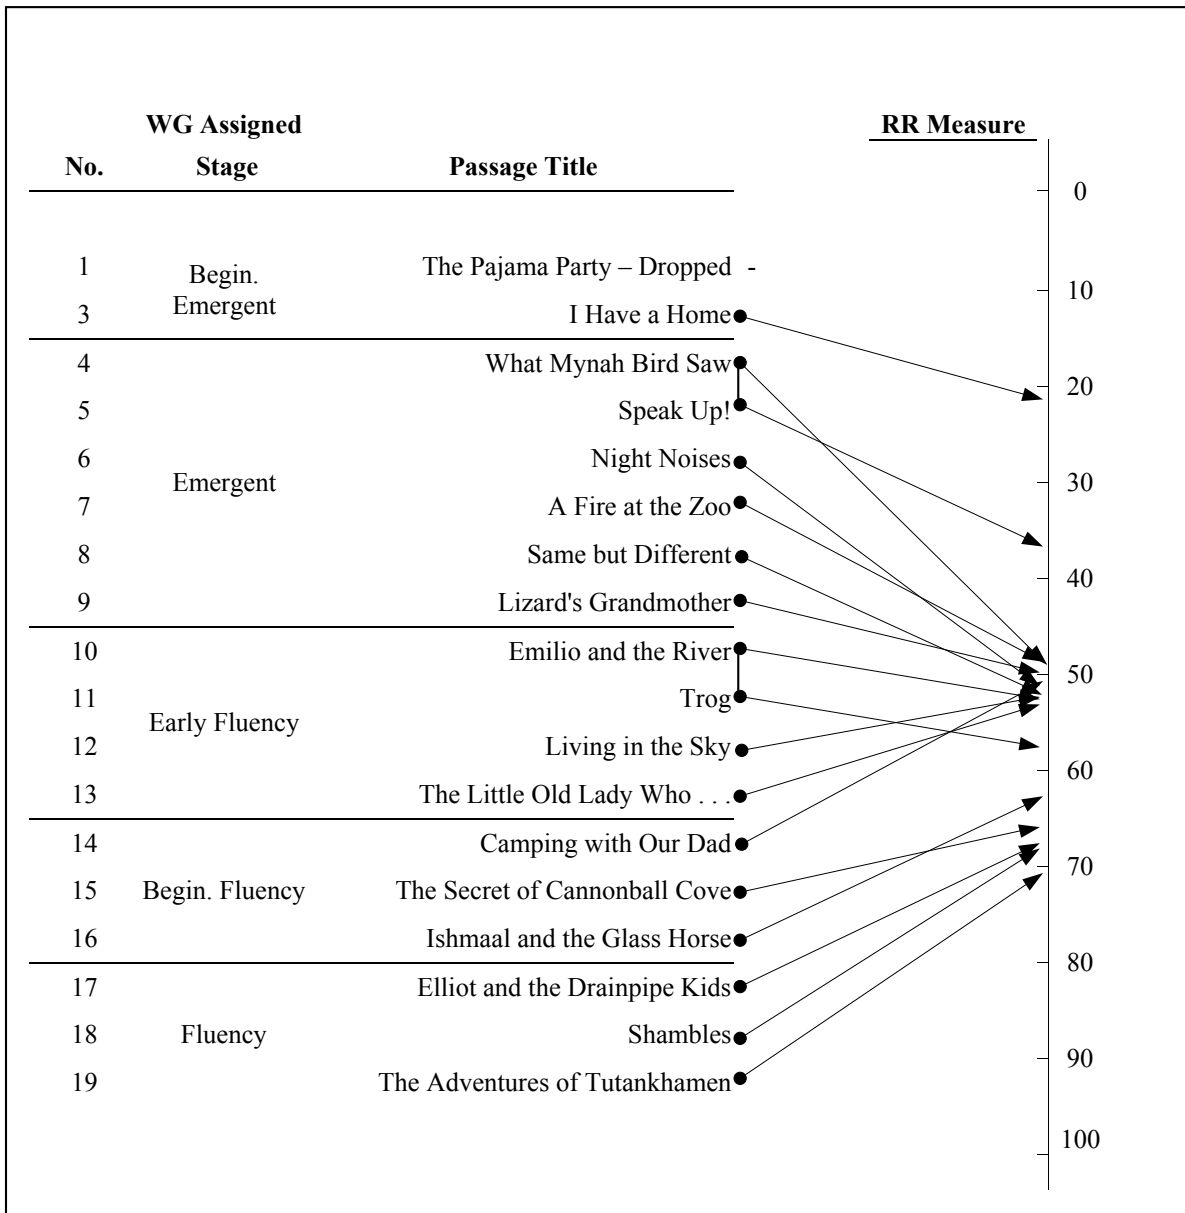 WG Assigned RR Measure
No. Stage Passage Title
0
1 The Pajama Party – Dropped -
Begin.
10
Emergent
3 I Have a Home
4 What Mynah Bird Saw
20
5 Speak Up!
6 Night Noises
Emergent 30
7 A Fire at the Zoo
8 Same but Different
40
9 Lizard's Grandmother
10 Emilio and the River
50
11 Trog
Early Fluency
12 Living in the Sky
60
13 The Little Old Lady Who . . .
14 Camping with Our Dad
70
15 Begin. Fluency The Secret of Cannonball Cove
16 Ishmaal and the Glass Horse
80
17 Elliot and the Drainpipe Kids
18 Fluency Shambles
90
19 The Adventures of Tutankhamen
100